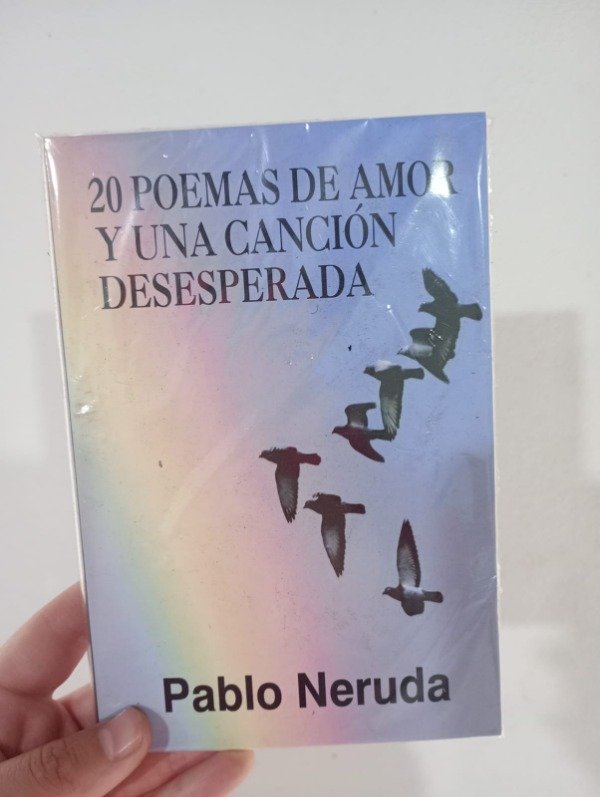 20 POEMAS DE AMOR
Y UNA CANCIÓN
DESESPERADA
Pablo Neruda